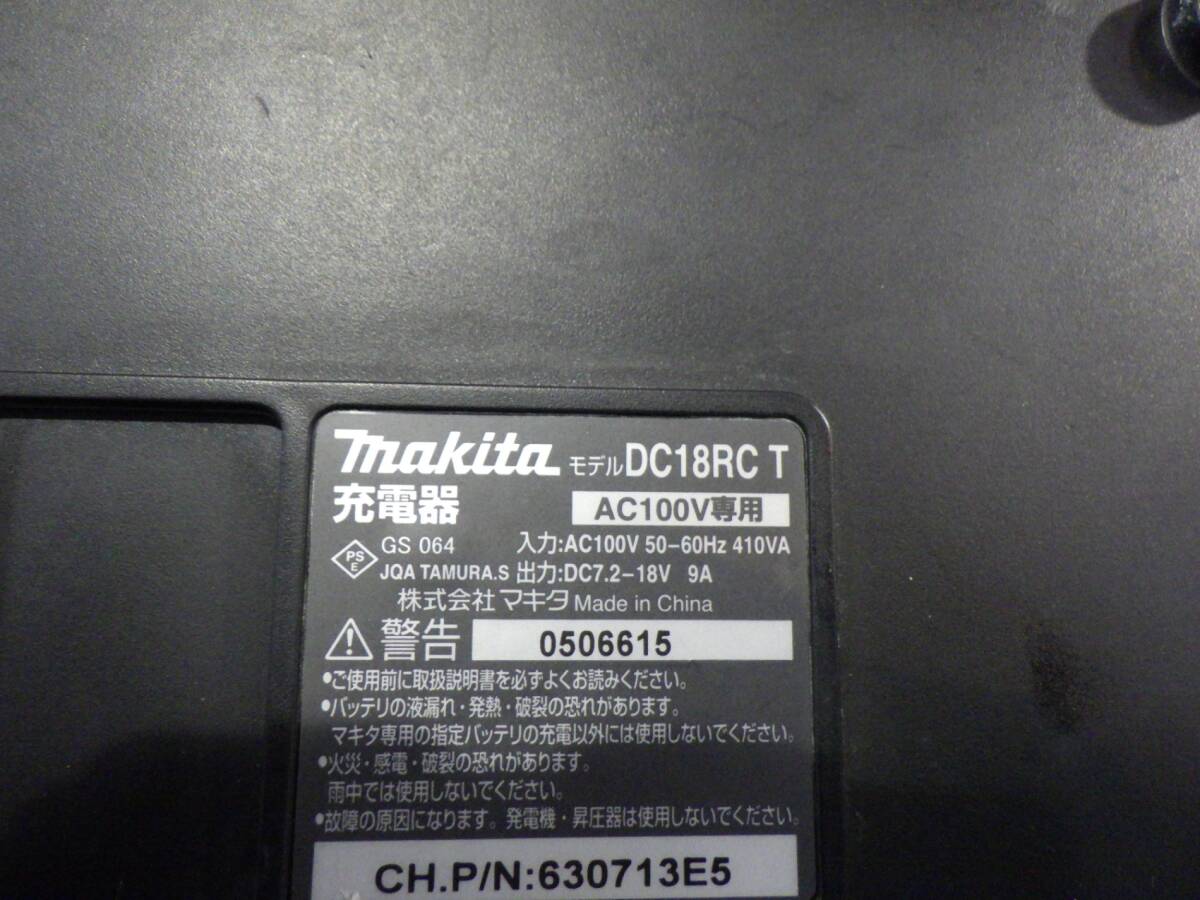 makita モデル DC18RC T
充電器 AC100V専用
PS E GS 064 入力:AC100V 50-60Hz 410VA
JQA TAMURA.S 出力:DC7.2-18V 9A
株式会社 マキタ Made in China
警告 0506615
•ご使用前に取扱説明書を必ずよくお読みください。
•バッテリの液漏れ・発熱・破裂の恐れがあります。
マキタ専用の指定バッテリの充電以外には使用しないでください。
•火災・感電・破裂の恐れがあります。
雨中では使用しないでください。
•故障の原因になります。発電機・昇圧器は使用しないでください。
CH.P/N:630713E5